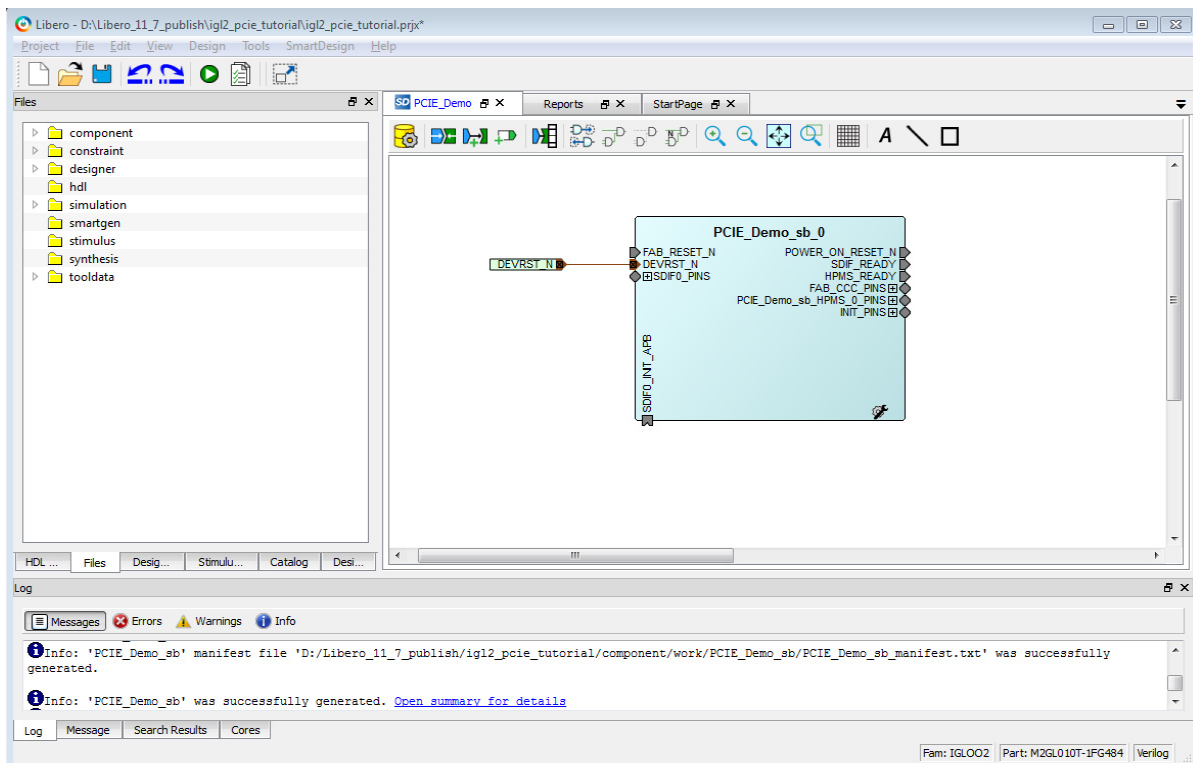 Libero - D:\Libero_11_7_publish\igl2_pcie_tutorial\igl2_pcie_tutorial.prjx*
Project File Edit View Design Tools SmartDesign Help
Files
SD PCIE_Demo
Reports
StartPage
A
component
constraint
designer
hdl
simulation
smartgen
stimulus
synthesis
tooldata
PCIE_Demo_sb_0
FAB_RESET_N
POWER_ON_RESET_N
DEVRST_N
DEVRST_N
SDIF_READY
SDIF0_PINS
HPMS_READY
FAB_CCC_PINS
PCIE_Demo_sb_HPMS_0_PINS
INIT_PINS
SDIF0_INIT_APB
HDL ...
Files
Desig...
Stimulu...
Catalog
Desi...
Log
Messages
Errors
Warnings
Info
Info: 'PCIE_Demo_sb' manifest file 'D:/Libero_11_7_publish/igl2_pcie_tutorial/component/work/PCIE_Demo_sb/PCIE_Demo_sb_manifest.txt' was successfully
generated.
Info: 'PCIE_Demo_sb' was successfully generated. Open summary for details
Log
Message
Search Results
Cores
Fam: IGLOO2
Part: M2GL010T-1FG484
Verilog